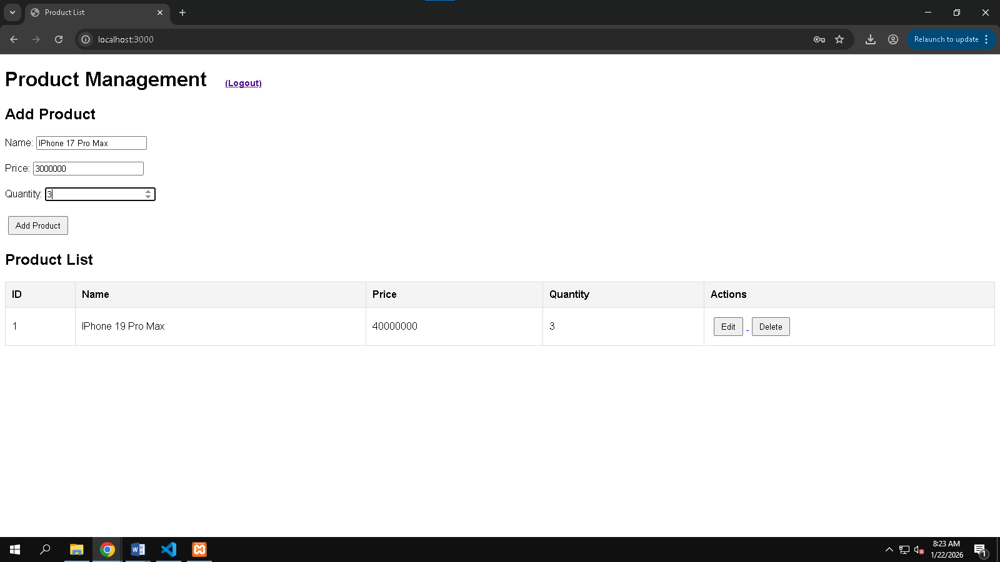 Product List
localhost:3000
Relaunch to update
Product Management (Logout)
Add Product
Name: IPhone 17 Pro Max
Price: 3000000
Quantity: 3
Add Product
Product List
ID Name Price Quantity Actions
1 IPhone 19 Pro Max 40000000 3 Edit - Delete
8:23 AM
1/22/2026
1